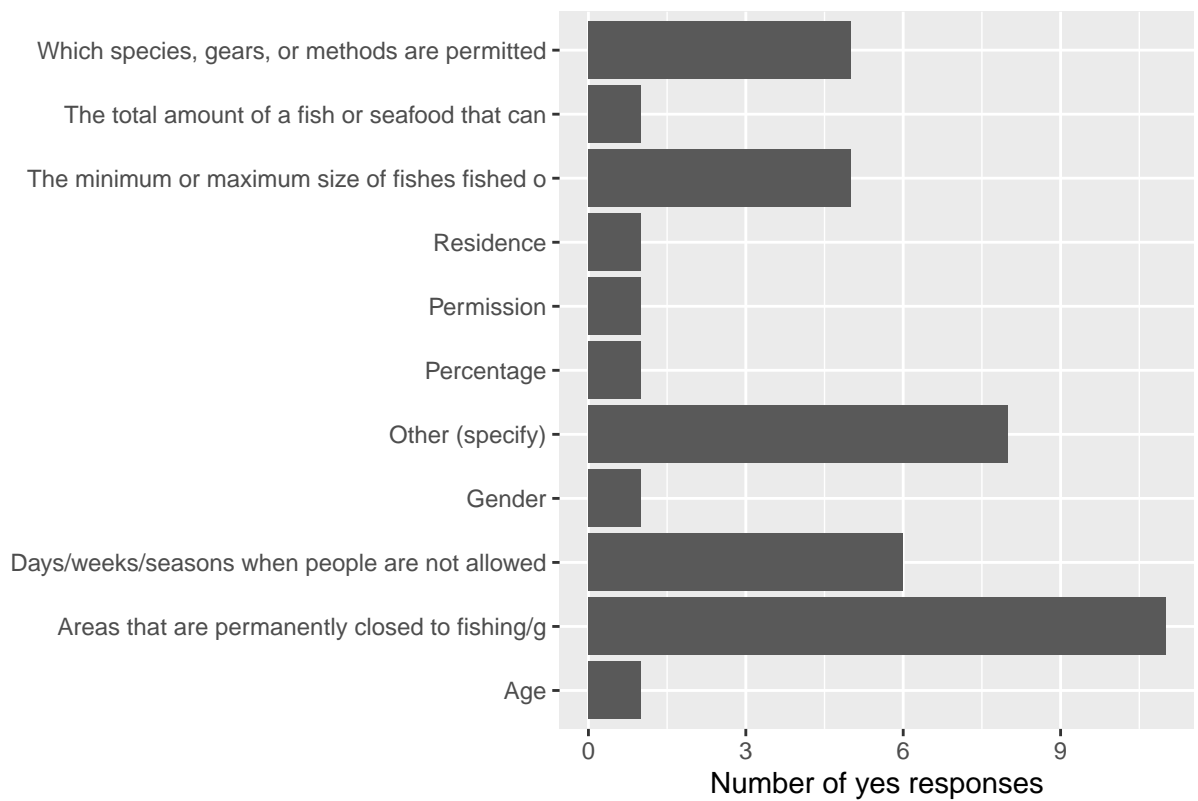 Which species, gears, or methods are permitted
The total amount of a fish or seafood that can
The minimum or maximum size of fishes fished o
Residence
Permission
Percentage
Other (specify)
Gender
Days/weeks/seasons when people are not allowed
Areas that are permanently closed to fishing/g
Age
0 3 6 9
Number of yes responses